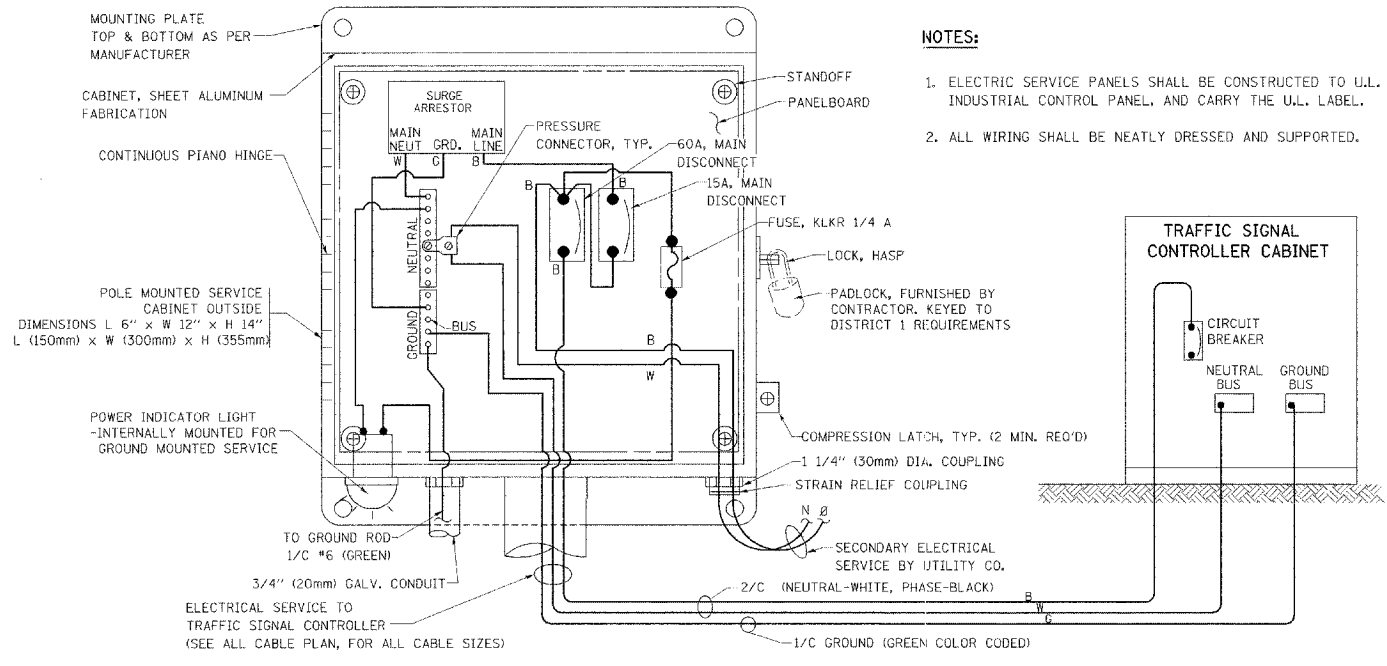 MOUNTING PLATE
TOP & BOTTOM AS PER
MANUFACTURER
CABINET, SHEET ALUMINUM
FABRICATION
CONTINUOUS PIANO HINGE
POLE MOUNTED SERVICE
CABINET OUTSIDE
DIMENSIONS L 6" x W 12" x H 14"
L (150mm) x W (300mm) x H (355mm)
POWER INDICATOR LIGHT
-INTERNALLY MOUNTED FOR
GROUND MOUNTED SERVICE
SURGE
ARRESTOR
MAIN
NEUT
GRD.
MAIN
LINE
W
G
B
NEUTRAL
GROUND
BUS
B
B
B
B
W
STANDOFF
PANELBOARD
PRESSURE
CONNECTOR, TYP.
60A, MAIN
DISCONNECT
15A, MAIN
DISCONNECT
FUSE, KLKR 1/4 A
LOCK, HASP
PADLOCK, FURNISHED BY
CONTRACTOR. KEYED TO
DISTRICT 1 REQUIREMENTS
COMPRESSION LATCH, TYP. (2 MIN. REQ'D)
1 1/4" (30mm) DIA. COUPLING
STRAIN RELIEF COUPLING
N Ø
SECONDARY ELECTRICAL
SERVICE BY UTILITY CO.
TO GROUND ROD
1/C #6 (GREEN)
3/4" (20mm) GALV. CONDUIT
ELECTRICAL SERVICE TO
TRAFFIC SIGNAL CONTROLLER
(SEE ALL CABLE PLAN, FOR ALL CABLE SIZES)
2/C (NEUTRAL-WHITE, PHASE-BLACK)
B
W
G
1/C GROUND (GREEN COLOR CODED)
NOTES:
1. ELECTRIC SERVICE PANELS SHALL BE CONSTRUCTED TO U.L.
INDUSTRIAL CONTROL PANEL, AND CARRY THE U.L. LABEL.
2. ALL WIRING SHALL BE NEATLY DRESSED AND SUPPORTED.
TRAFFIC SIGNAL
CONTROLLER CABINET
CIRCUIT
BREAKER
NEUTRAL
BUS
GROUND
BUS